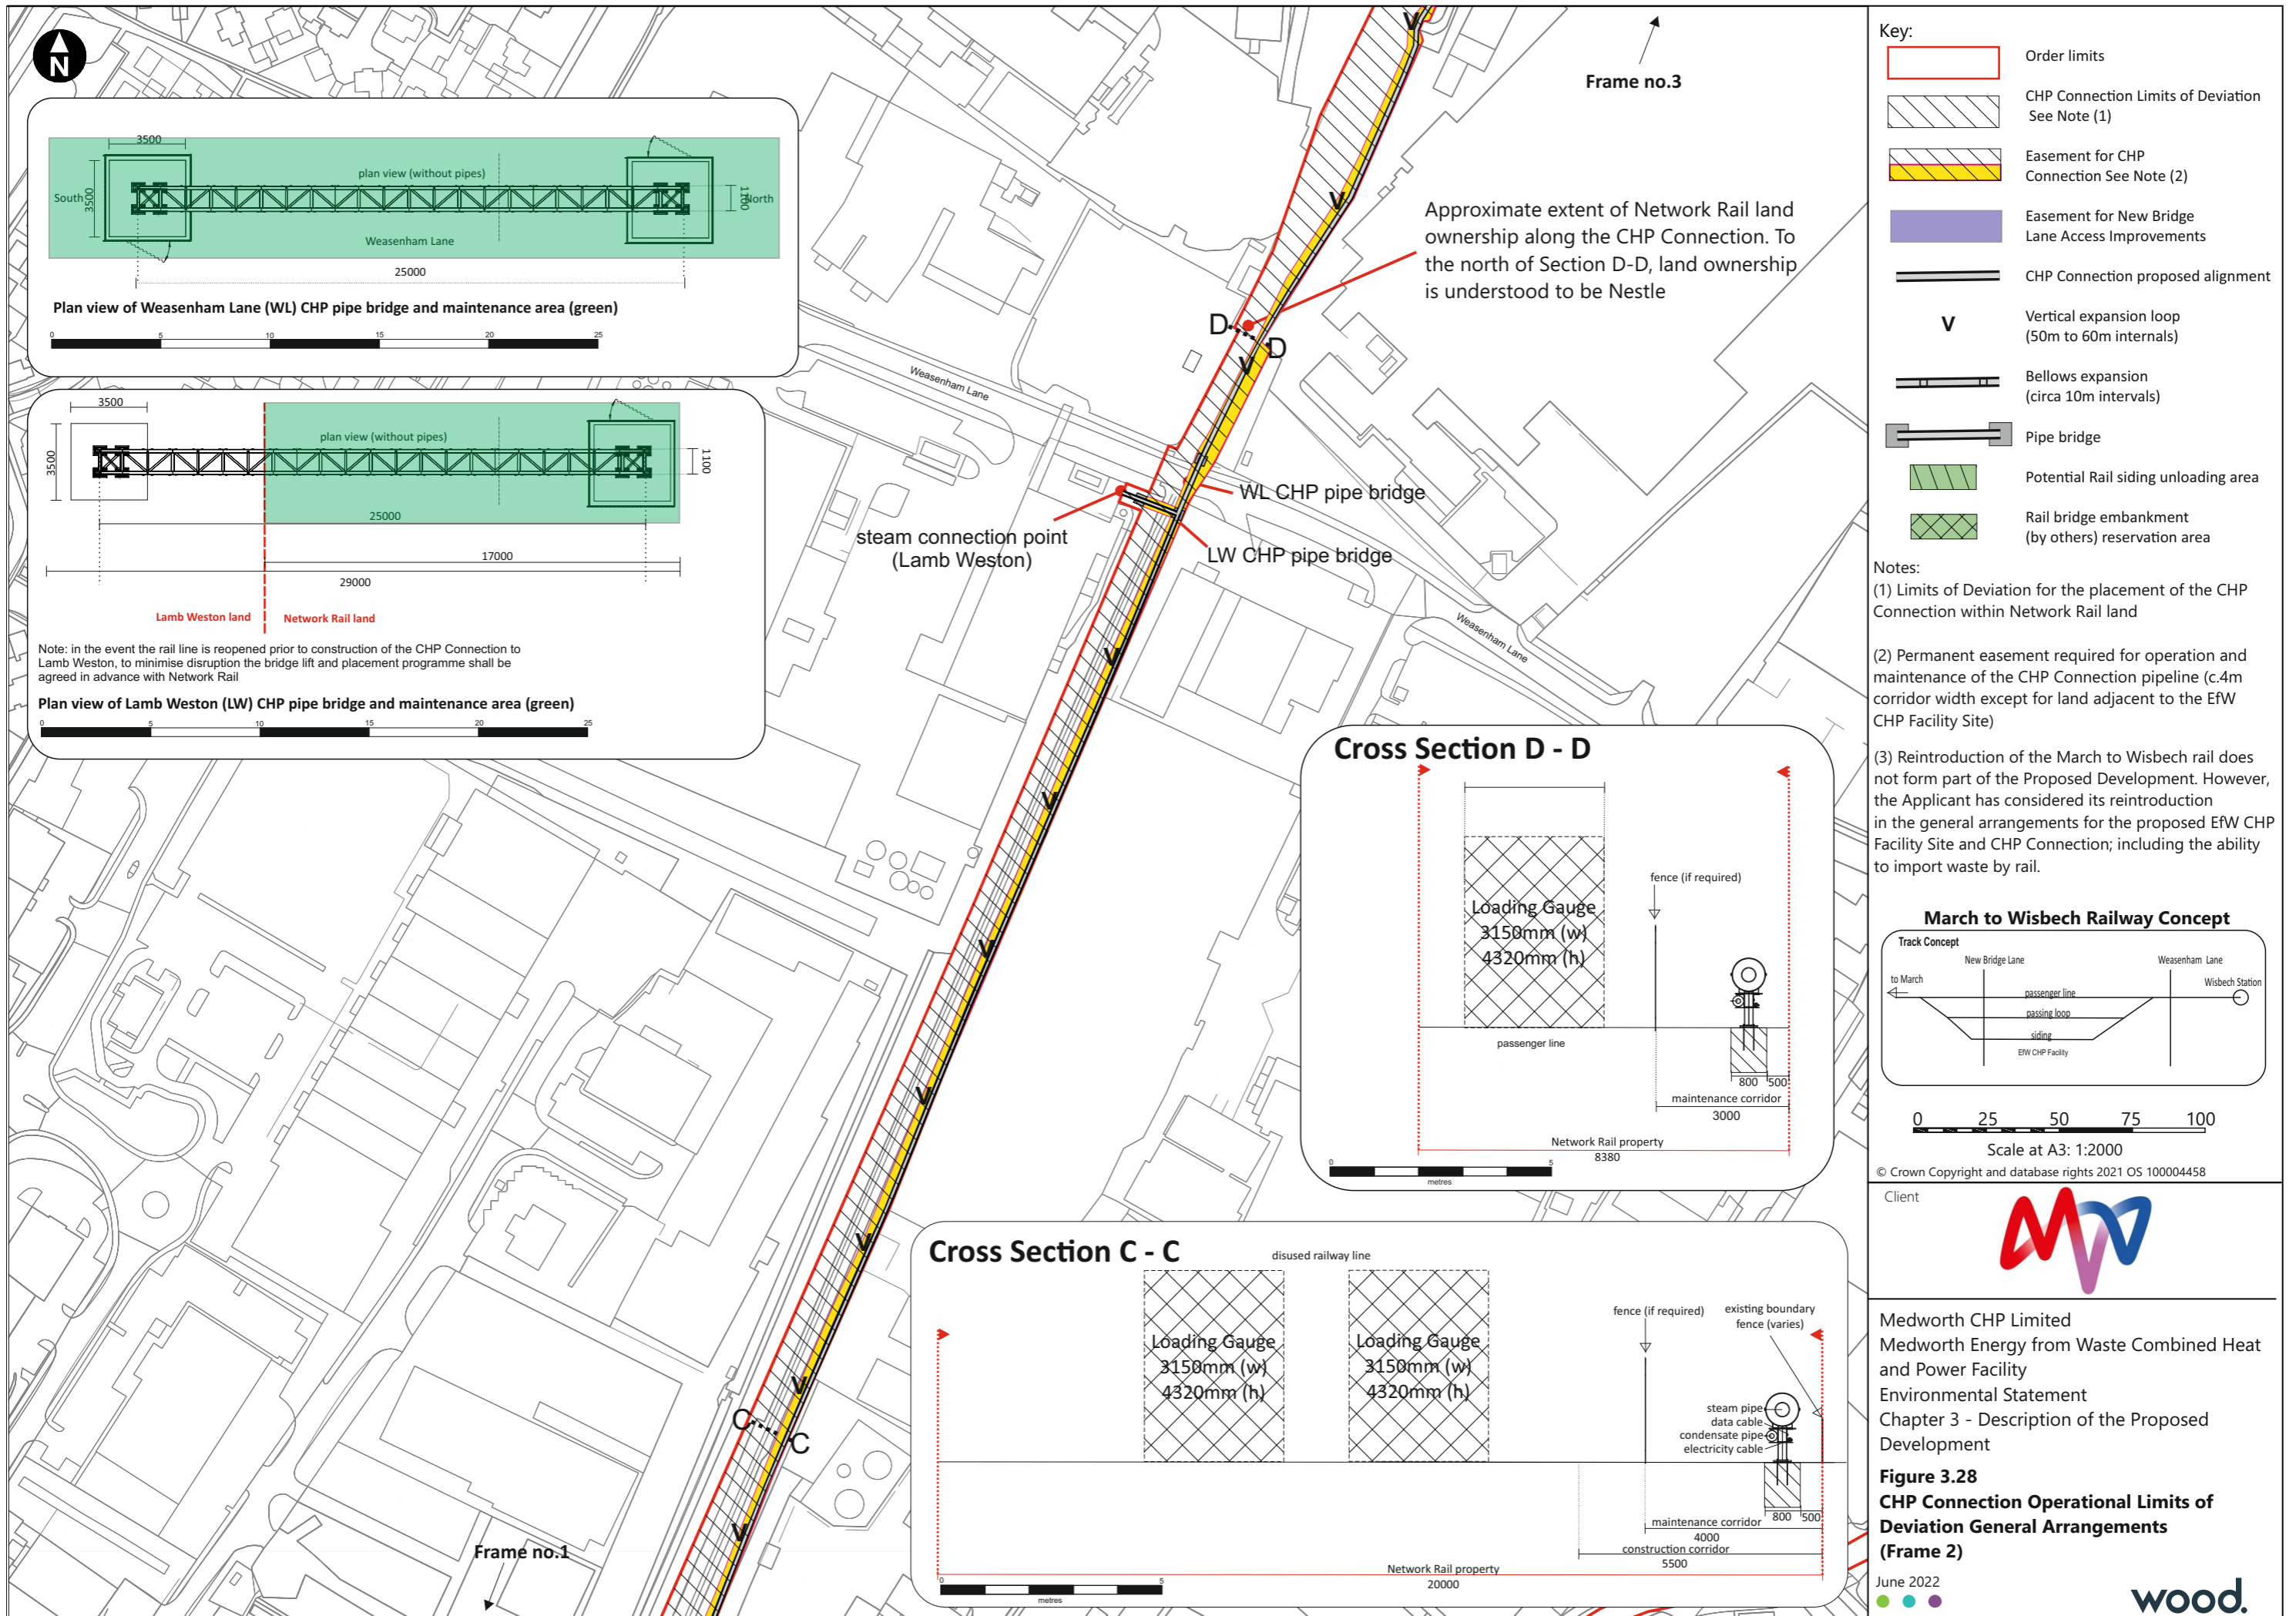 N
3500
3500
South
plan view (without pipes)
1100
North
Weasenham Lane
25000
Plan view of Weasenham Lane (WL) CHP pipe bridge and maintenance area (green)
0 5 10 15 20 25
3500
3500
plan view (without pipes)
1100
25000
17000
29000
Lamb Weston land
Network Rail land
Note: in the event the rail line is reopened prior to construction of the CHP Connection to
Lamb Weston, to minimise disruption the bridge lift and placement programme shall be
agreed in advance with Network Rail
Plan view of Lamb Weston (LW) CHP pipe bridge and maintenance area (green)
0 5 10 15 20 25
V
Frame no.3
V
Approximate extent of Network Rail land
ownership along the CHP Connection. To
the north of Section D-D, land ownership
is understood to be Nestle
D
D
V
Weasenham Lane
WL CHP pipe bridge
steam connection point
(Lamb Weston)
LW CHP pipe bridge
Weasenham Lane
V
V
V
V
V
V
C
C
V
Frame no.1
Cross Section D - D
Loading Gauge
3150mm (w)
4320mm (h)
fence (if required)
passenger line
800 500
maintenance corridor
3000
Network Rail property
8380
0 5
metres
Cross Section C - C
disused railway line
Loading Gauge
3150mm (w)
4320mm (h)
Loading Gauge
3150mm (w)
4320mm (h)
fence (if required)
existing boundary
fence (varies)
steam pipe
data cable
condensate pipe
electricity cable
800 500
maintenance corridor
4000
construction corridor
5500
Network Rail property
20000
0 5
metres
Key:
Order limits
CHP Connection Limits of Deviation
See Note (1)
Easement for CHP
Connection See Note (2)
Easement for New Bridge
Lane Access Improvements
CHP Connection proposed alignment
V
Vertical expansion loop
(50m to 60m internals)
Bellows expansion
(circa 10m intervals)
Pipe bridge
Potential Rail siding unloading area
Rail bridge embankment
(by others) reservation area
Notes:
(1) Limits of Deviation for the placement of the CHP
Connection within Network Rail land
(2) Permanent easement required for operation and
maintenance of the CHP Connection pipeline (c.4m
corridor width except for land adjacent to the EfW
CHP Facility Site)
(3) Reintroduction of the March to Wisbech rail does
not form part of the Proposed Development. However,
the Applicant has considered its reintroduction
in the general arrangements for the proposed EfW CHP
Facility Site and CHP Connection; including the ability
to import waste by rail.
March to Wisbech Railway Concept
Track Concept
New Bridge Lane
Weasenham Lane
to March
Wisbech Station
passenger line
passing loop
siding
EfW CHP Facility
0 25 50 75 100
Scale at A3: 1:2000
© Crown Copyright and database rights 2021 OS 100004458
Client
MVV
Medworth CHP Limited
Medworth Energy from Waste Combined Heat
and Power Facility
Environmental Statement
Chapter 3 - Description of the Proposed
Development
Figure 3.28
CHP Connection Operational Limits of
Deviation General Arrangements
(Frame 2)
June 2022
wood.